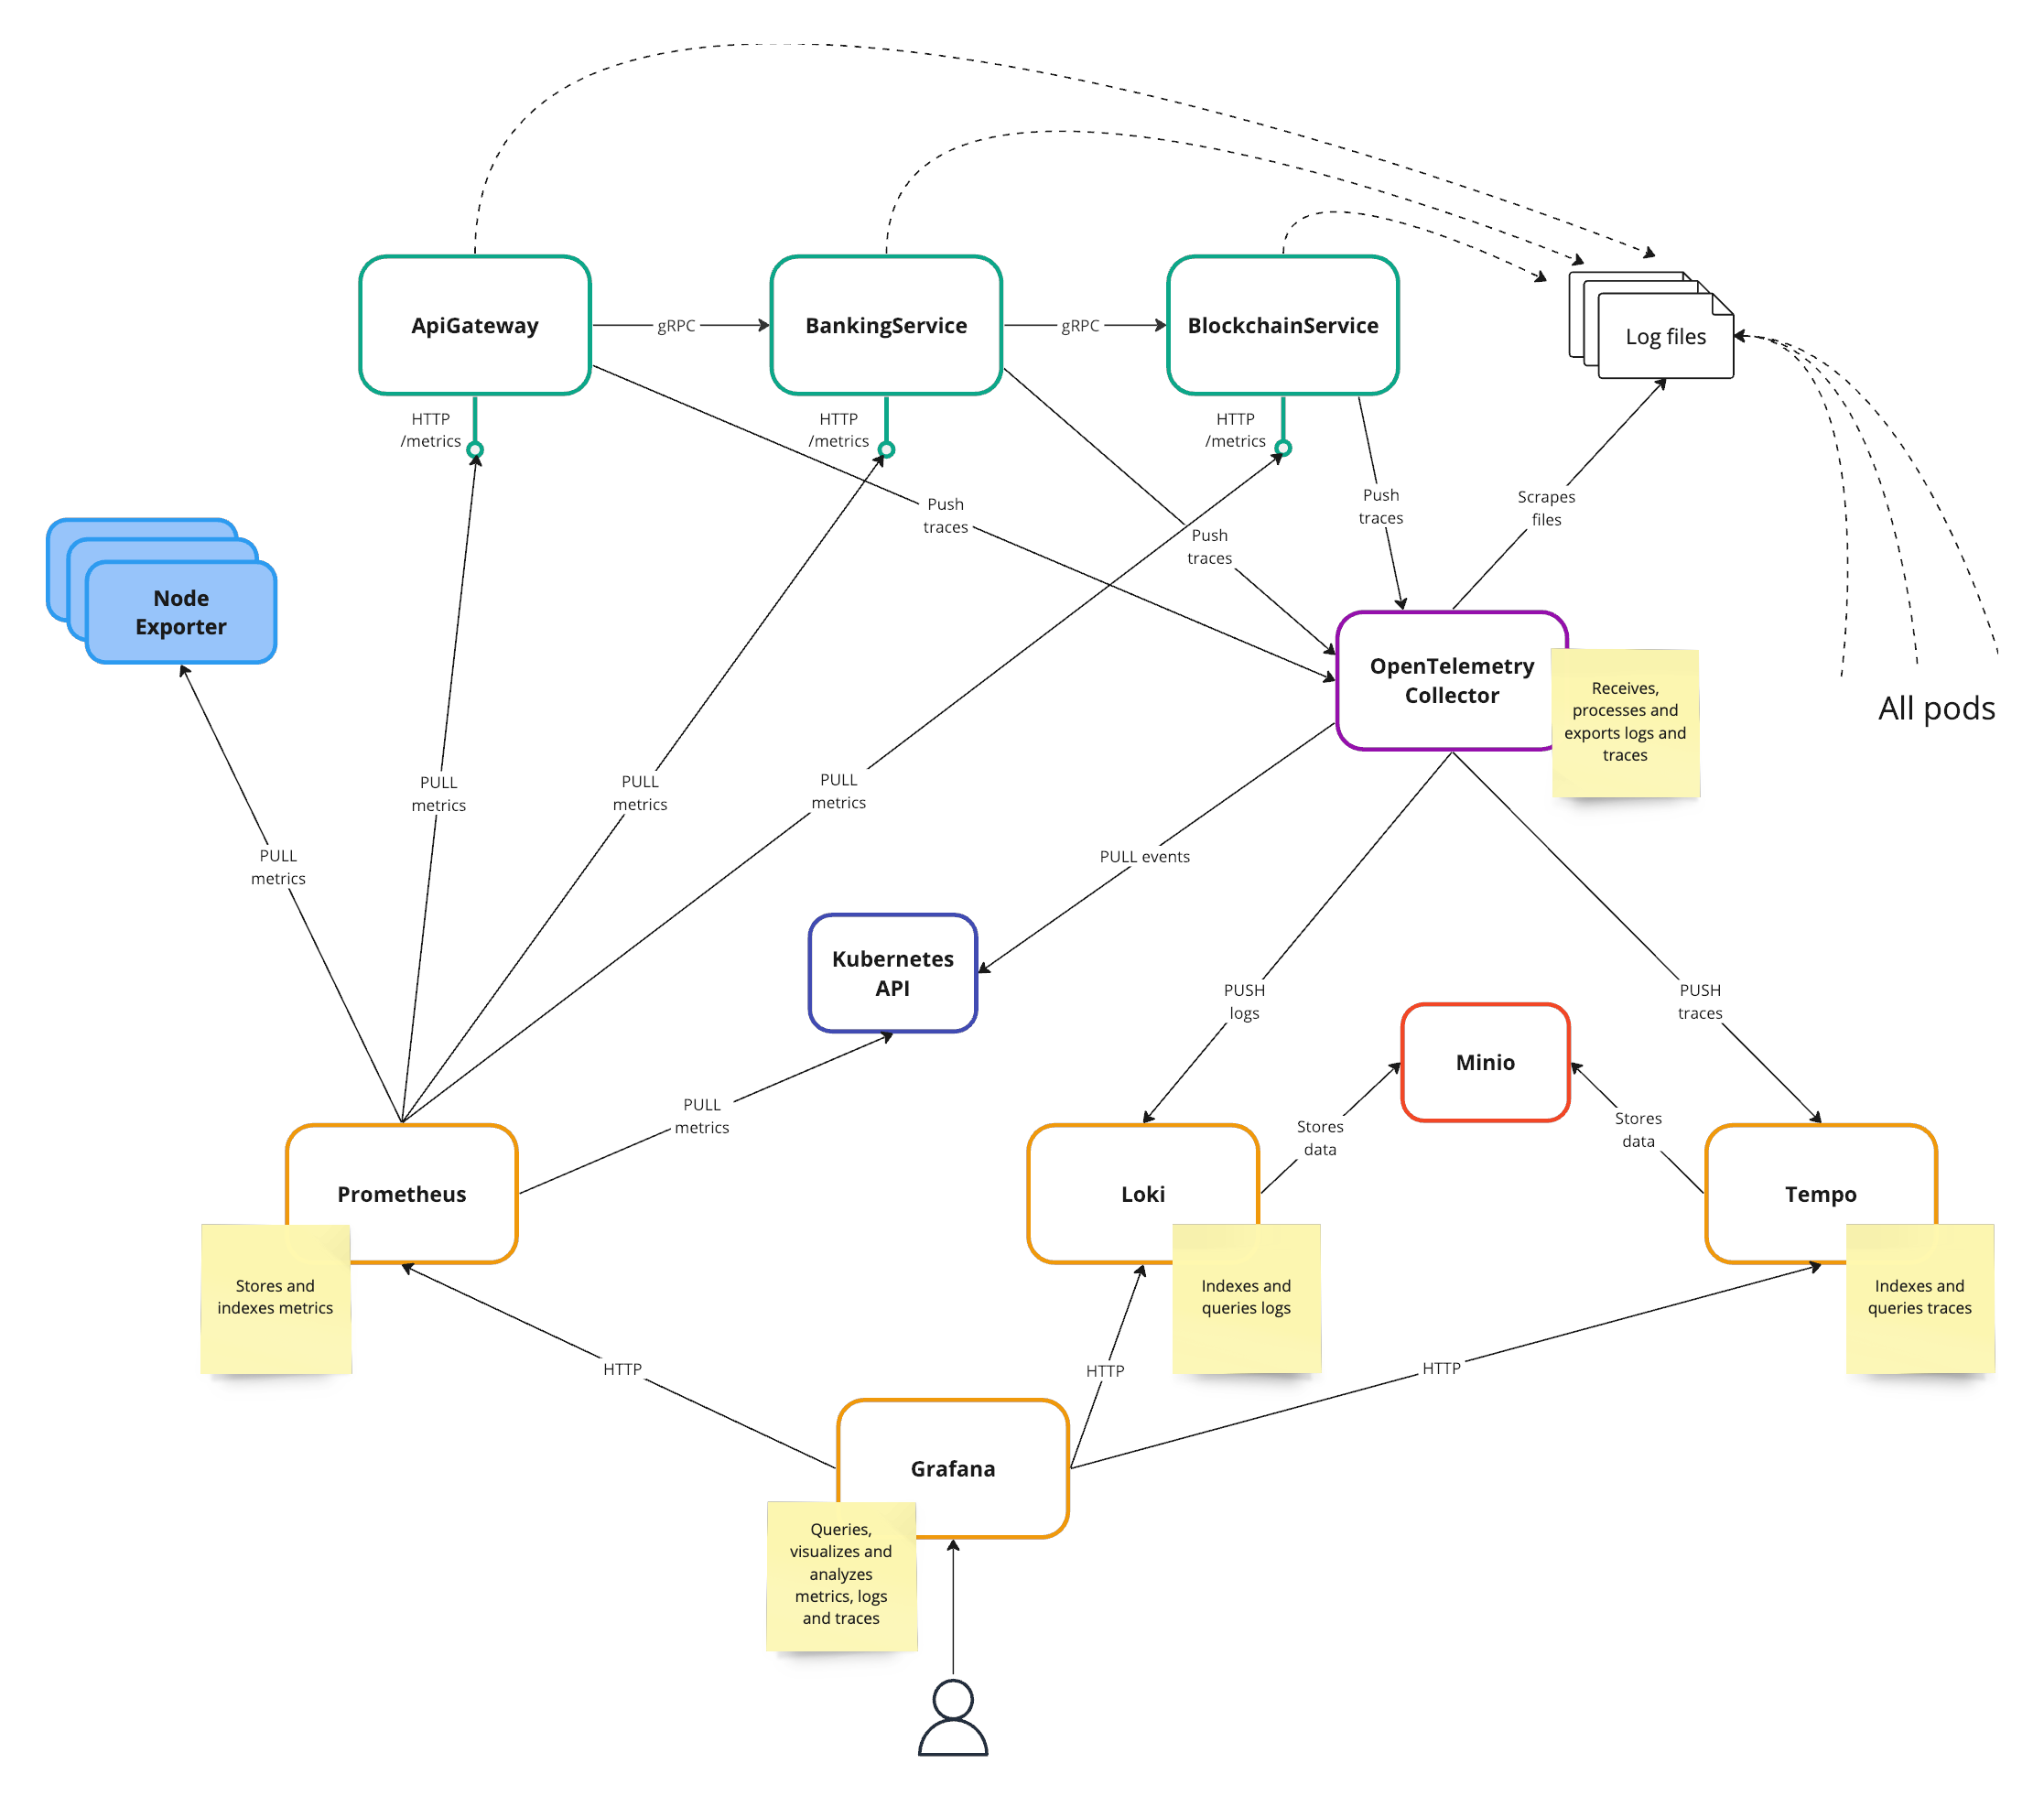 ApiGateway
gRPC
BankingService
gRPC
BlockchainService
Log files
HTTP
/metrics
HTTP
/metrics
HTTP
/metrics
Push
traces
Push
traces
Push
traces
Scrapes
files
Node
Exporter
OpenTelemetry
Collector
Receives,
processes and
exports logs and
traces
All pods
PULL
metrics
PULL
metrics
PULL
metrics
PULL
metrics
PULL events
Kubernetes
API
PUSH
logs
PUSH
traces
Minio
PULL
metrics
Stores
data
Stores
data
Prometheus
Loki
Tempo
Stores and
indexes metrics
Indexes and
queries logs
Indexes and
queries traces
HTTP
HTTP
HTTP
Grafana
Queries,
visualizes and
analyzes
metrics, logs
and traces